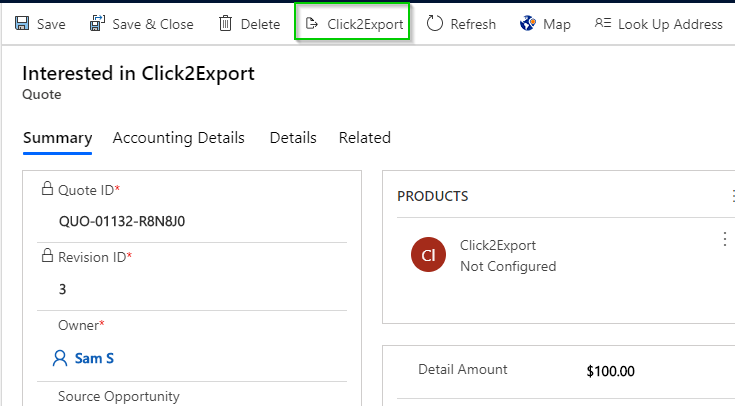 Save Save & Close Delete Click2Export Refresh Map Look Up Address
Interested in Click2Export
Quote
Summary Accounting Details Details Related
Quote ID*
QUO-01132-R8N8J0
Revision ID*
3
Owner*
Sam S
Source Opportunity
PRODUCTS
Cl
Click2Export
Not Configured
Detail Amount $100.00